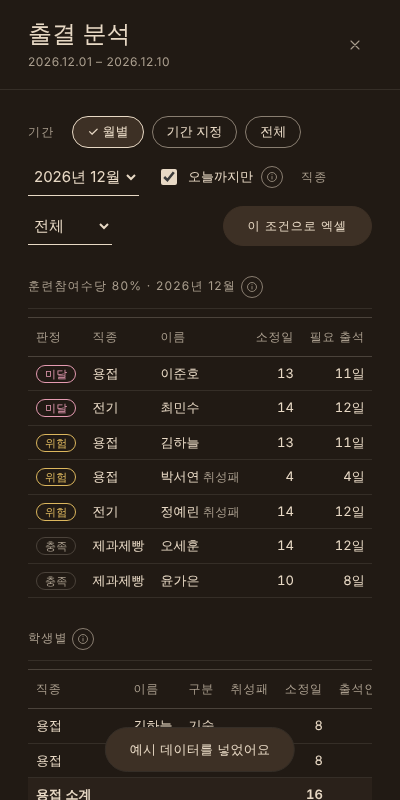 출결 분석
2026.12.01 – 2026.12.10
기간 월별 기간 지정 전체
2026년 12월 오늘까지만 직종
전체 이 조건으로 엑셀
훈련참여수당 80% · 2026년 12월
판정 직종 이름 소정일 필요 출석
미달 용접 이준호 13 11일
미달 전기 최민수 14 12일
위험 용접 김하늘 13 11일
위험 용접 박서연 취성패 4 4일
위험 전기 정예린 취성패 14 12일
충족 제과제빵 오세훈 14 12일
충족 제과제빵 윤가은 10 8일
학생별
직종 이름 구분 취성패 소정일 출석
용접 김하늘 8
용접 8
예시 데이터를 넣었어요
용접 소계 16